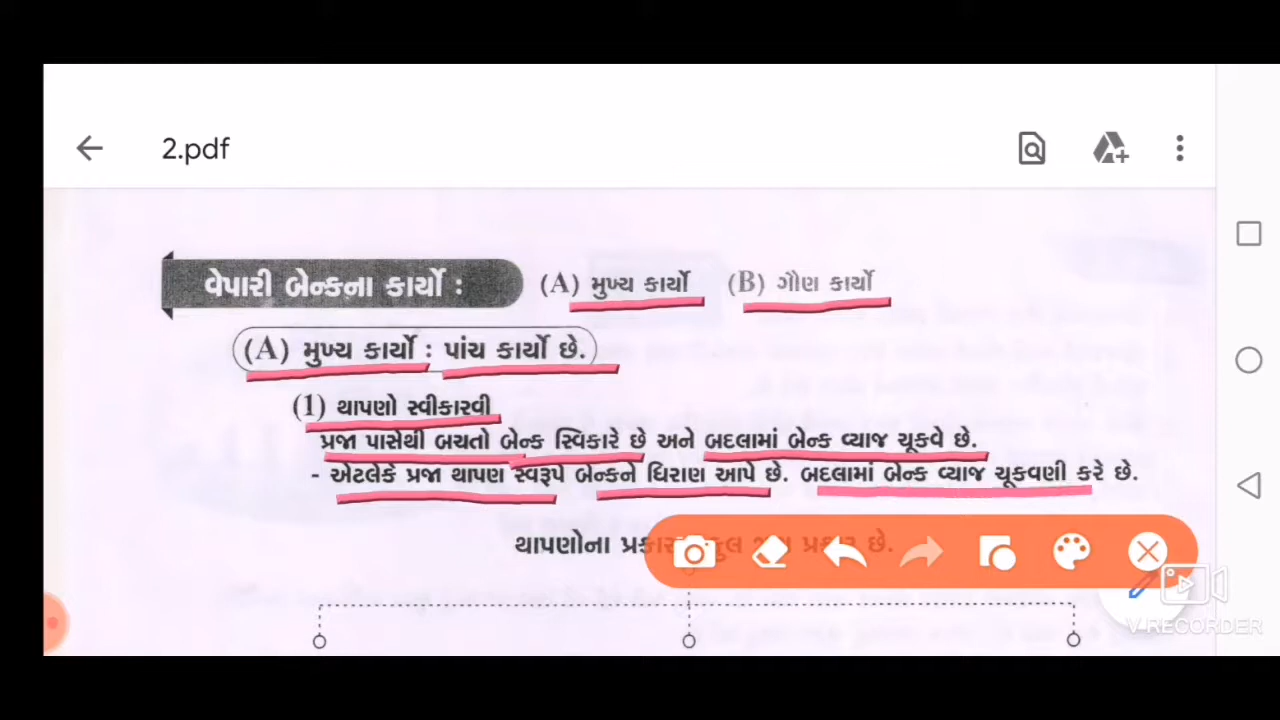 2.pdf
વેપારી બેન્કના કાર્યો : (A) મુખ્ય કાર્યો (B) ગૌણ કાર્યો
(A) મુખ્ય કાર્યો : પાંચ કાર્યો છે.
(1) થાપણો સ્વીકારવી
પ્રજા પાસેથી બચતો બેન્ક સ્વિકારે છે અને બદલામાં બેન્ક વ્યાજ ચૂકવે છે.
- એટલેકે પ્રજા થાપણ સ્વરૂપે બેન્કને ધિરાણ આપે છે. બદલામાં બેન્ક વ્યાજ ચૂકવણી કરે છે.
થાપણોના પ્રકાર છે.
V RECORDER